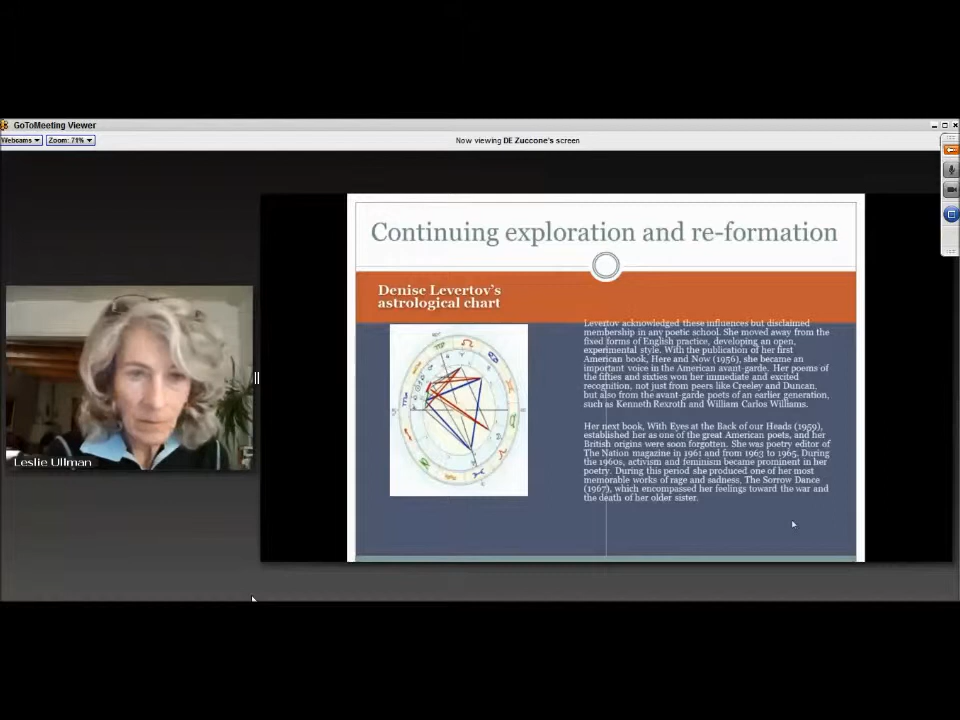 GoToMeeting Viewer
Webcams
Zoom: 71%
Now viewing DE Zuccone's screen
Continuing exploration and re-formation
Denise Levertov's
astrological chart
Levertov acknowledged these influences but disclaimed
membership in any poetic school. She moved away from the
fixed forms of English practice, developing an open,
experimental style. With the publication of her first
American book, Here and Now (1956), she became an
important voice in the American avant-garde. Her poems of
the fifties and sixties won her immediate and excited
recognition, not just from peers like Creeley and Duncan,
but also from the avant-garde poets of an earlier generation,
such as Kenneth Rexroth and William Carlos Williams.
Her next book, With Eyes at the Back of our Heads (1959),
established her as one of the great American poets, and her
British origins were soon forgotten. She was poetry editor of
The Nation magazine in 1961 and from 1963 to 1965. During
the 1960s, activism and feminism became prominent in her
poetry. During this period she produced one of her most
memorable works of rage and sadness, The Sorrow Dance
(1967), which encompassed her feelings toward the war and
the death of her older sister.
Leslie Ullman